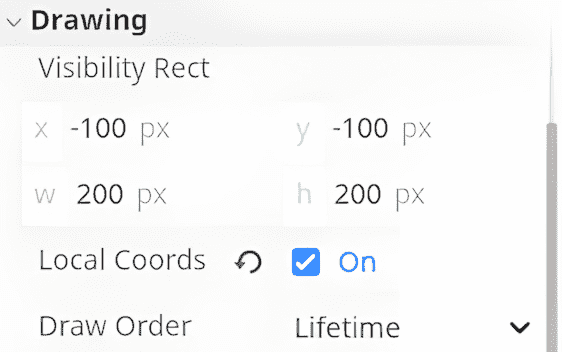 Drawing
Visibility Rect
x -100 px y -100 px
w 200 px h 200 px
Local Coords On
Draw Order Lifetime